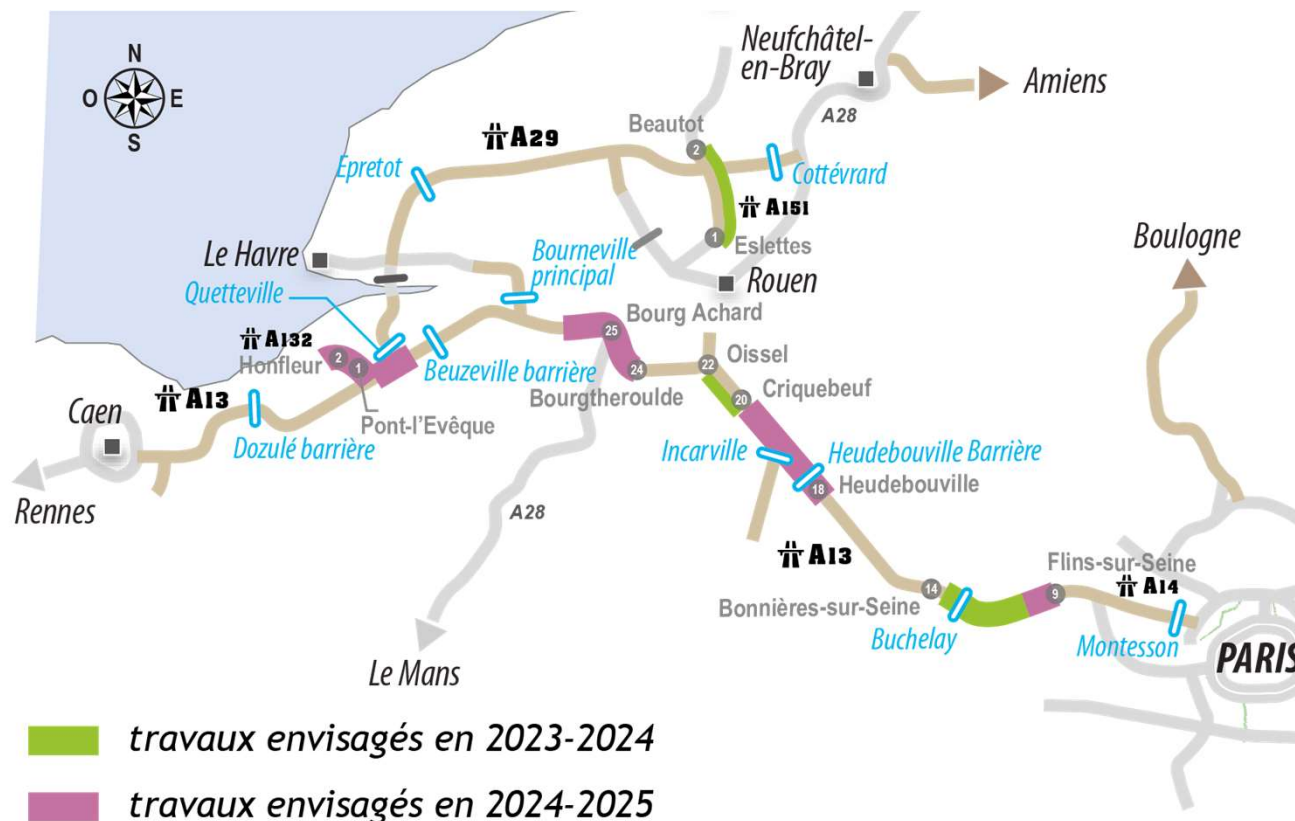 N
O
E
S
Neufchâtel-
en-Bray
Amiens
A28
Beautot
2
A29
Epretot
Cottévrard
A151
1
Eslettes
Boulogne
Le Havre
Bourneville
principal
Rouen
Quetteville
A132
Honfleur
2
1
Bourg Achard
25
Oissel
22
24
Beuzeville barrière
Bourgtheroulde
Criquebeuf
20
A13
Pont-l'Evêque
Caen
Dozulé barrière
Incarville
Heudebouville Barrière
18
Heudebouville
Rennes
A28
A13
Flins-sur-Seine
A14
14
9
Bonnières-sur-Seine
Buchelay
Montesson
PARIS
Le Mans
travaux envisagés en 2023-2024
travaux envisagés en 2024-2025